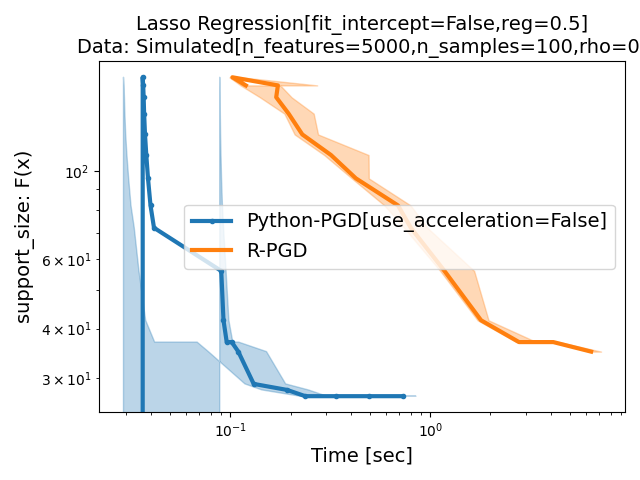 Lasso Regression[fit_intercept=False,reg=0.5]
Data: Simulated[n_features=5000,n_samples=100,rho=0
support_size: F(x)
10²
6 × 10¹
4 × 10¹
3 × 10¹
Python-PGD[use_acceleration=False]
R-PGD
10⁻¹
10⁰
Time [sec]